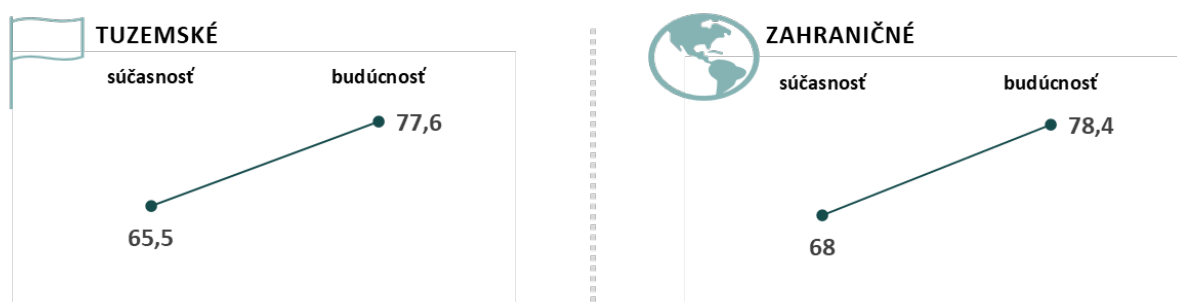 TUZEMSKÉ
súčasnosť budúcnosť
77,6
65,5
ZAHRANIČNÉ
súčasnosť budúcnosť
78,4
68